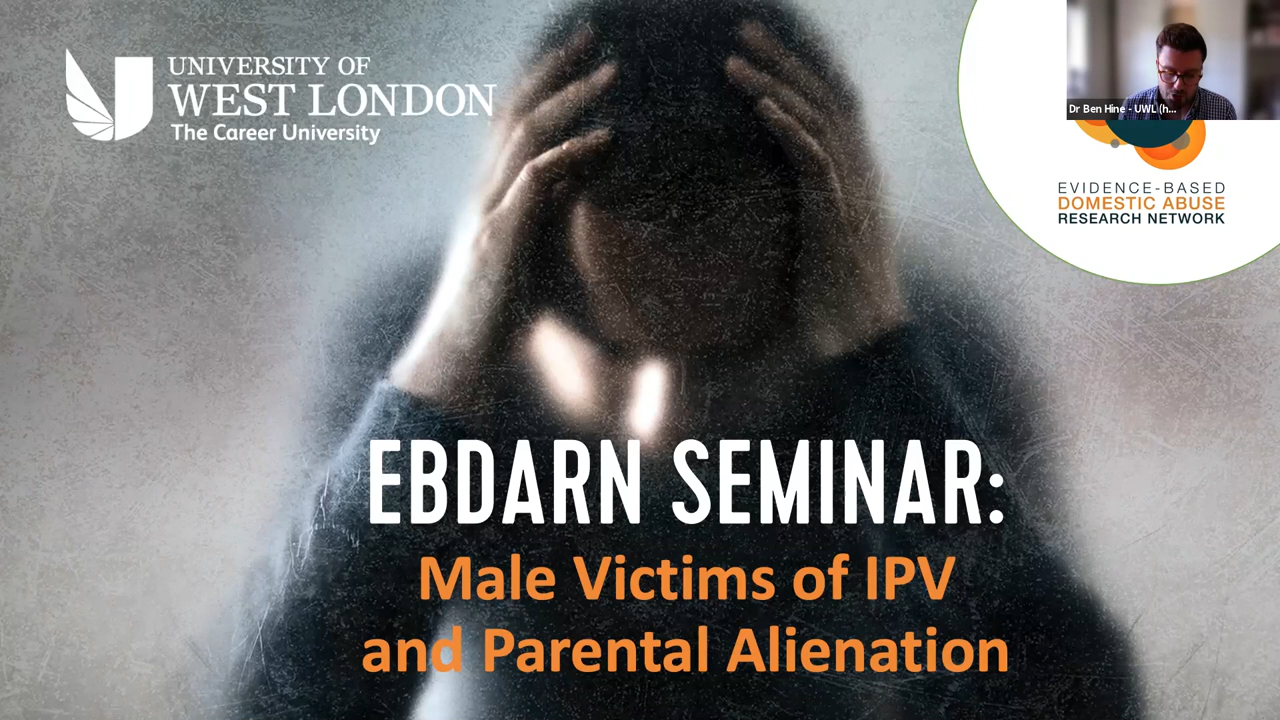 UNIVERSITY OF
WEST LONDON
The Career University
Dr Ben Hine - UWL (h...
EVIDENCE-BASED
DOMESTIC ABUSE
RESEARCH NETWORK
EBDARN SEMINAR:
Male Victims of IPV
and Parental Alienation